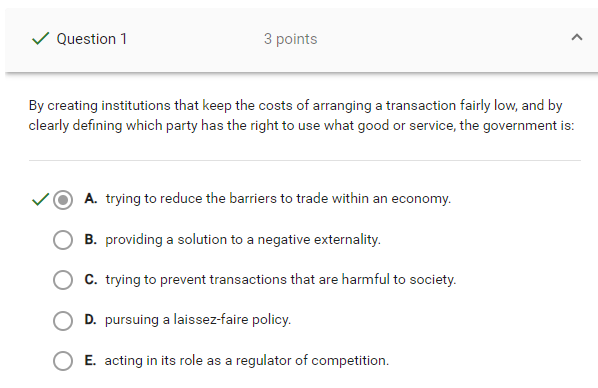 Question 1 3 points
By creating institutions that keep the costs of arranging a transaction fairly low, and by
clearly defining which party has the right to use what good or service, the government is:
A. trying to reduce the barriers to trade within an economy.
B. providing a solution to a negative externality.
C. trying to prevent transactions that are harmful to society.
D. pursuing a laissez-faire policy.
E. acting in its role as a regulator of competition.